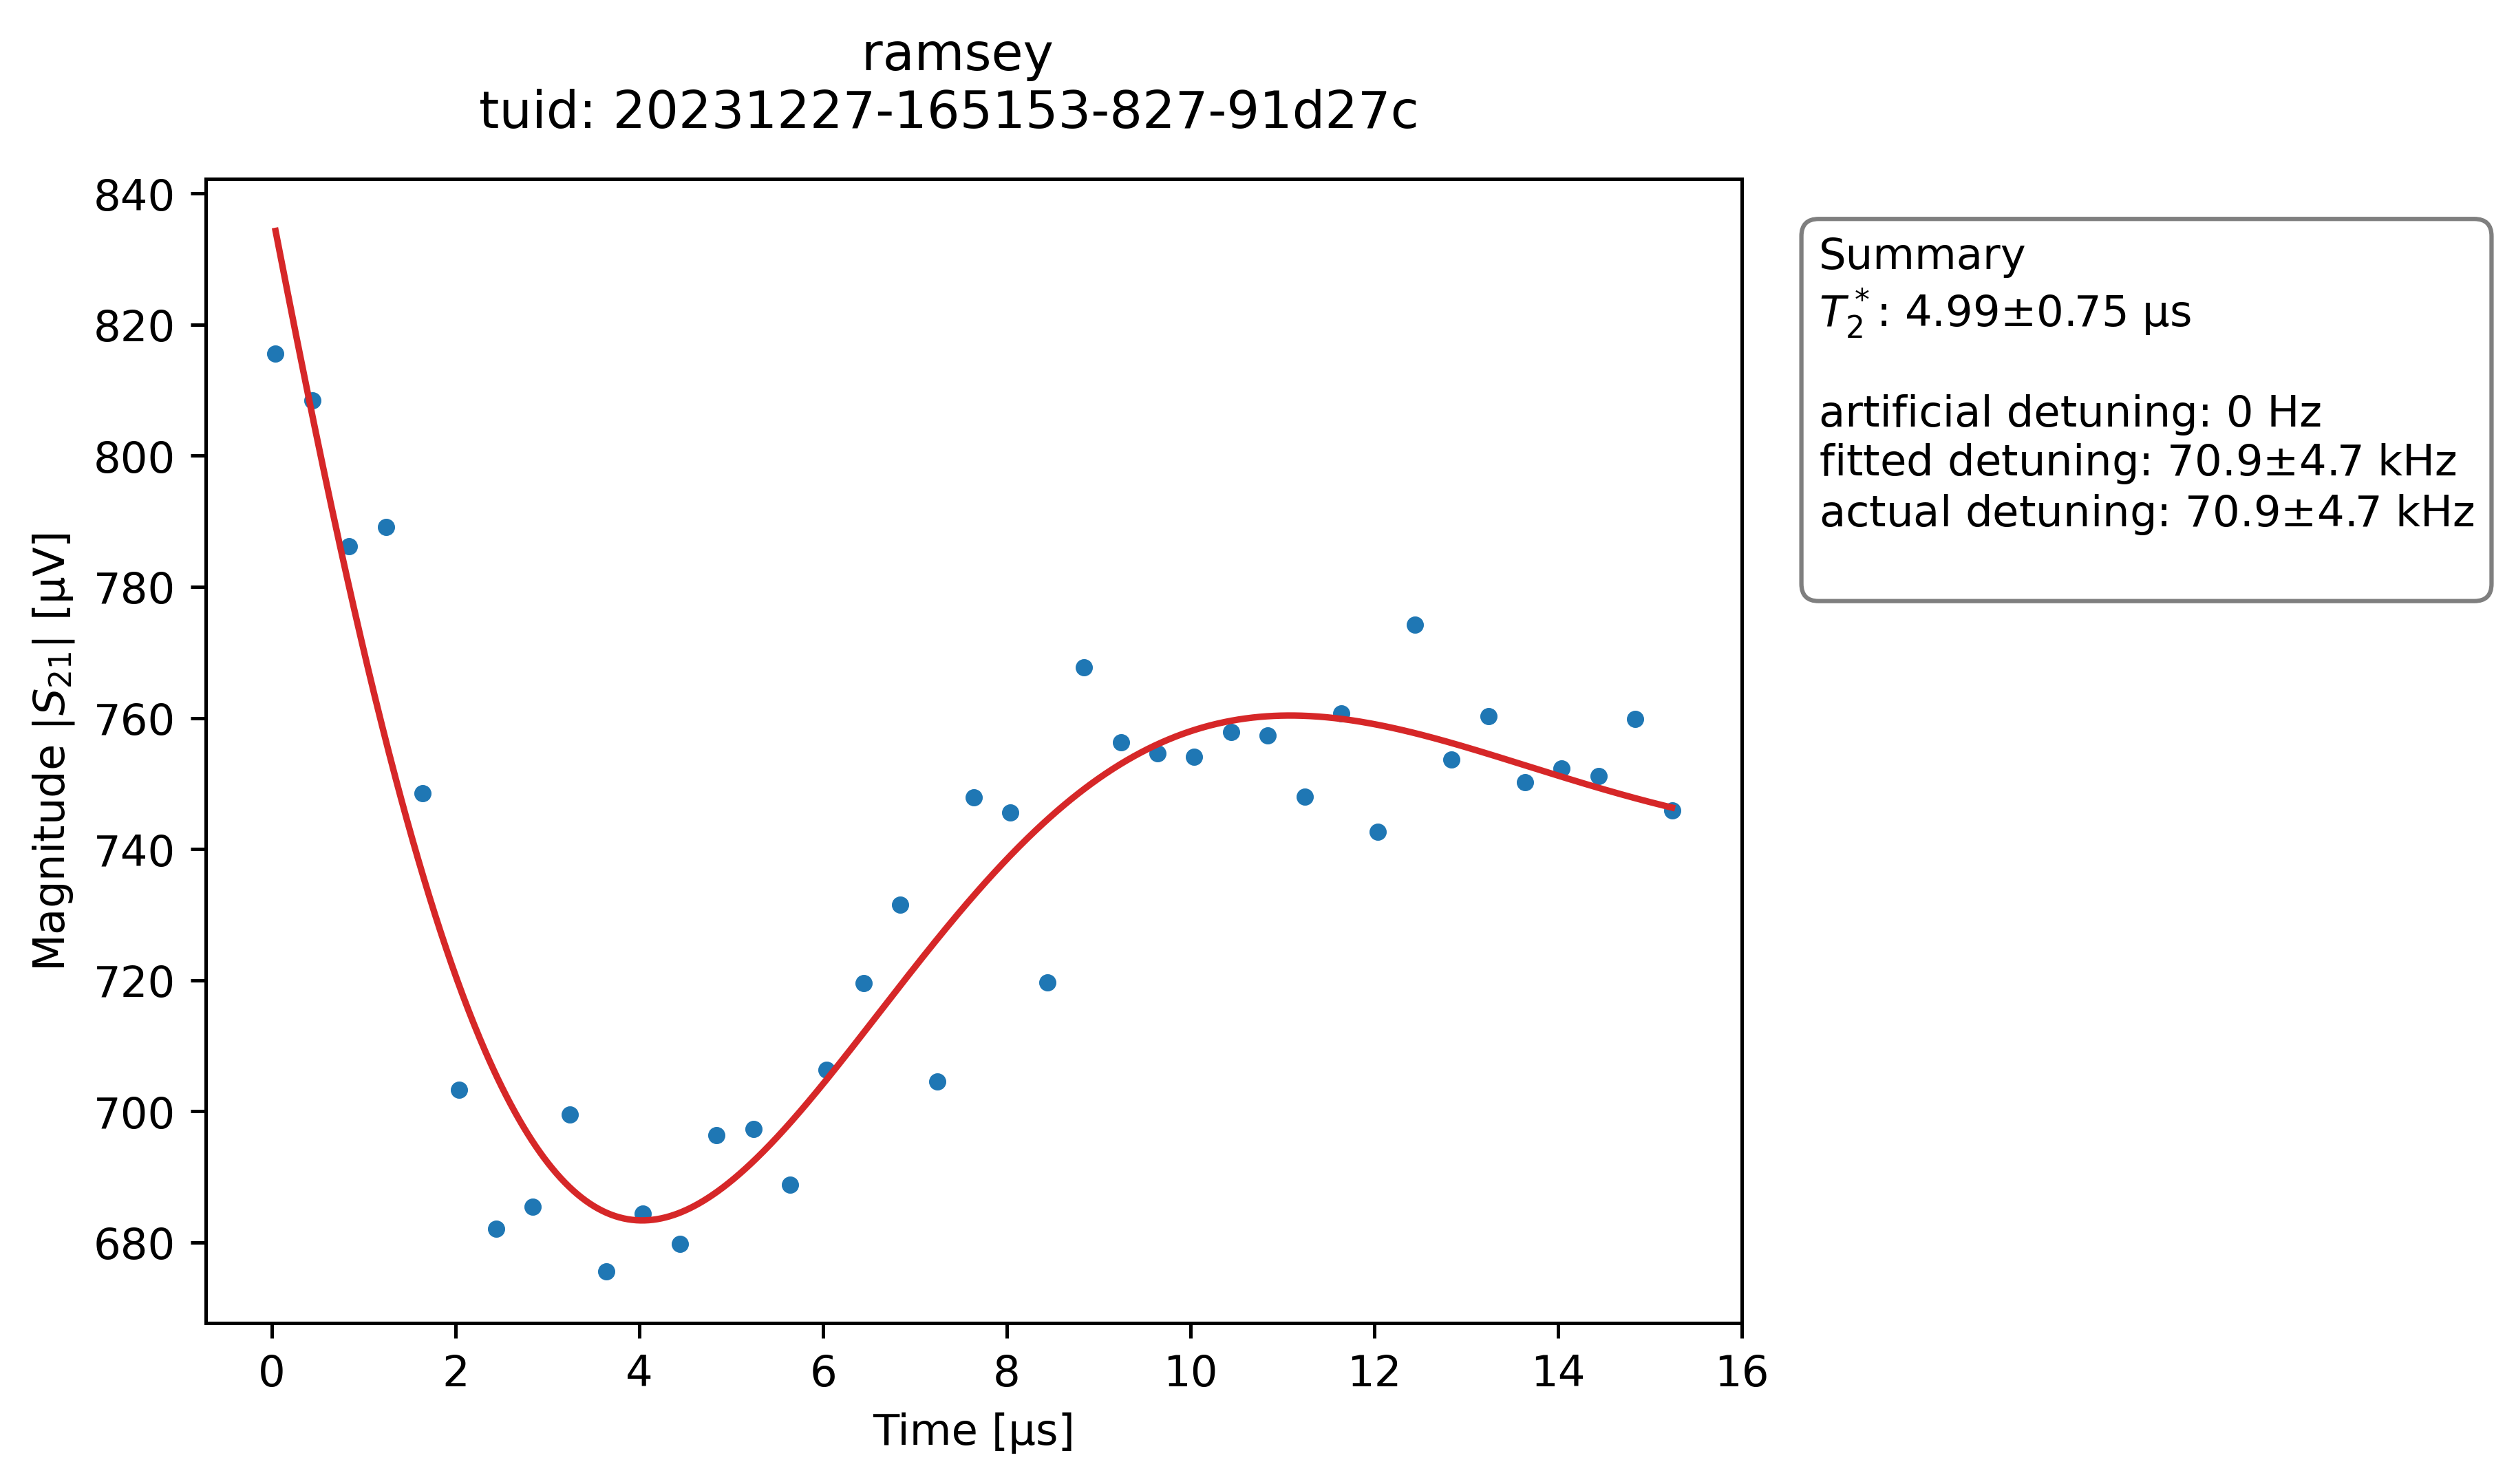 ramsey
tuid: 20231227-165153-827-91d27c
840
820
800
780
760
740
720
700
680
Magnitude |S21| [µV]
0 2 4 6 8 10 12 14 16
Time [µs]
Summary
T2*: 4.99±0.75 µs
artificial detuning: 0 Hz
fitted detuning: 70.9±4.7 kHz
actual detuning: 70.9±4.7 kHz